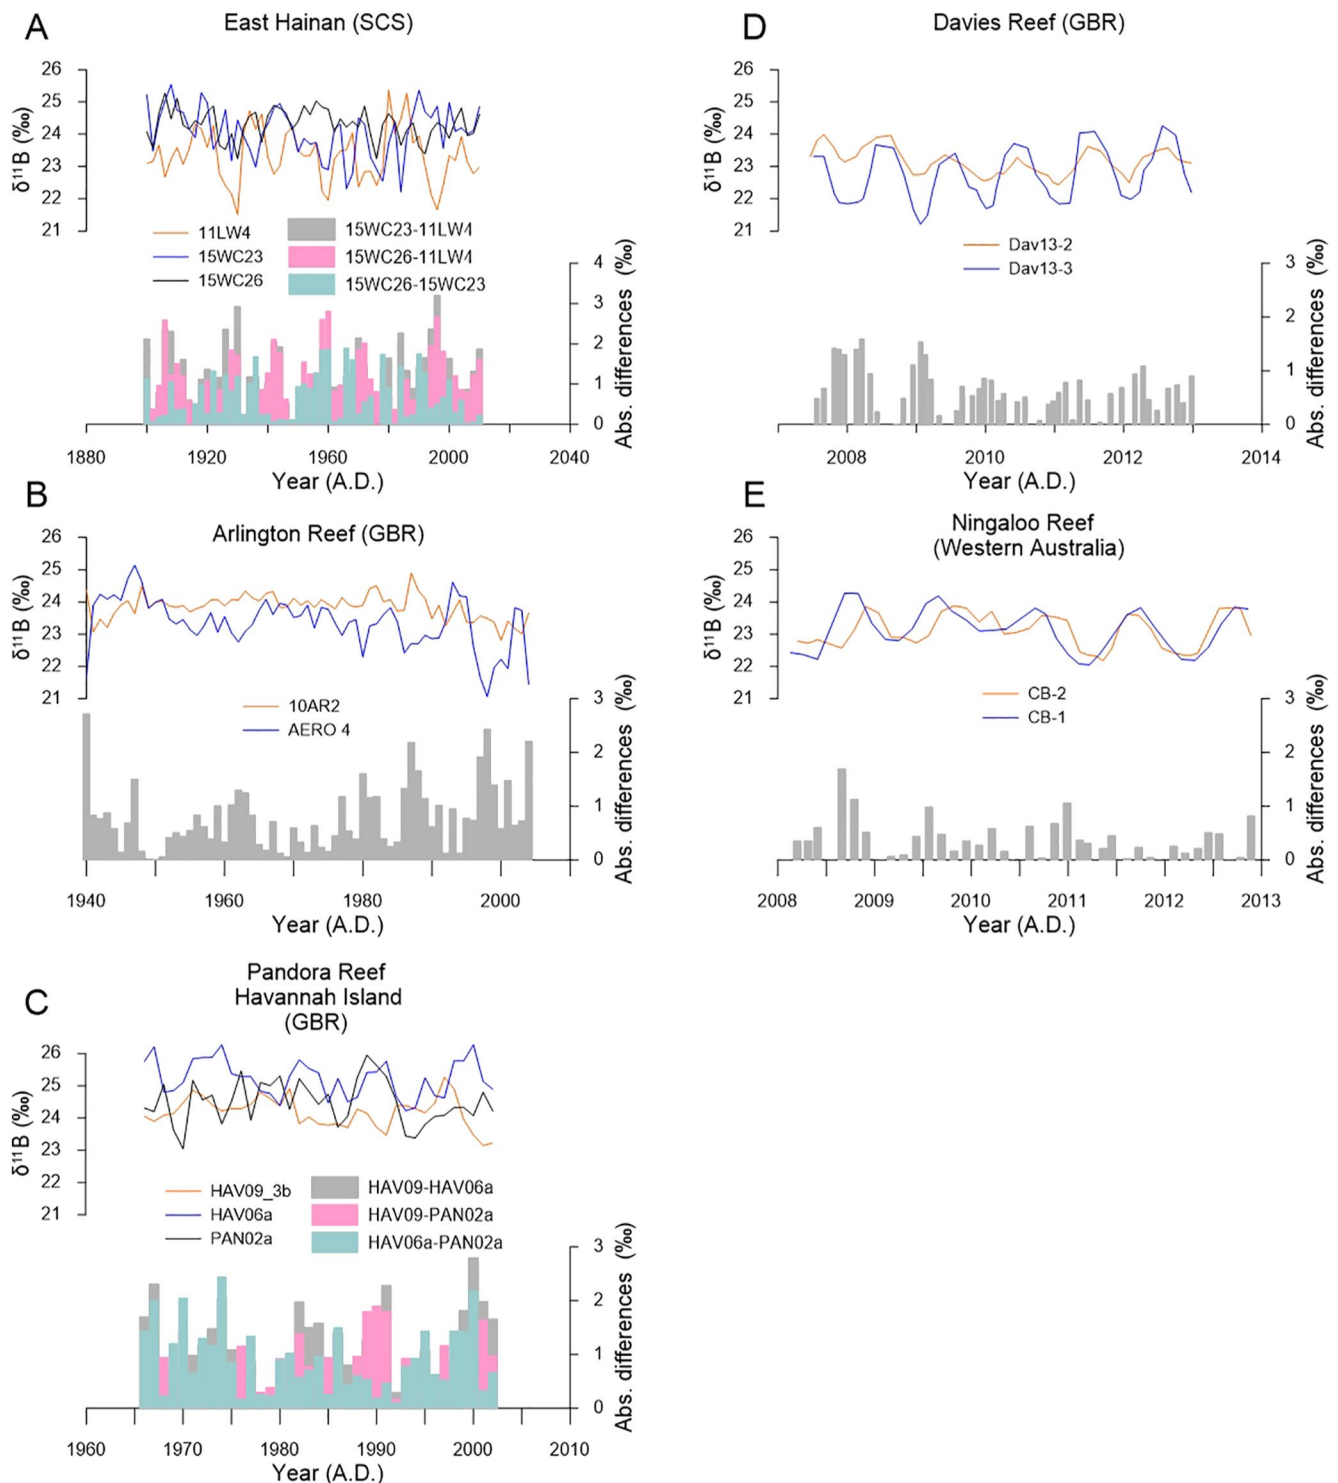 A
East Hainan (SCS)
26
25
24
23
22
21
δ¹¹B (‰)
11LW4
15WC23
15WC26
15WC23-11LW4
15WC26-11LW4
15WC26-15WC23
4
3
2
1
0
Abs. differences (‰)
1880 1920 1960 2000 2040
Year (A.D.)
B
Arlington Reef (GBR)
26
25
24
23
22
21
δ¹¹B (‰)
10AR2
AERO 4
3
2
1
0
Abs. differences (‰)
1940 1960 1980 2000
Year (A.D.)
C
Pandora Reef
Havannah Island
(GBR)
26
25
24
23
22
21
δ¹¹B (‰)
HAV09_3b
HAV06a
PAN02a
HAV09-HAV06a
HAV09-PAN02a
HAV06a-PAN02a
3
2
1
0
Abs. differences (‰)
1960 1970 1980 1990 2000 2010
Year (A.D.)
D
Davies Reef (GBR)
26
25
24
23
22
21
δ¹¹B (‰)
Dav13-2
Dav13-3
3
2
1
0
Abs. differences (‰)
2008 2010 2012 2014
Year (A.D.)
E
Ningaloo Reef
(Western Australia)
26
25
24
23
22
21
δ¹¹B (‰)
CB-2
CB-1
3
2
1
0
Abs. differences (‰)
2008 2009 2010 2011 2012 2013
Year (A.D.)